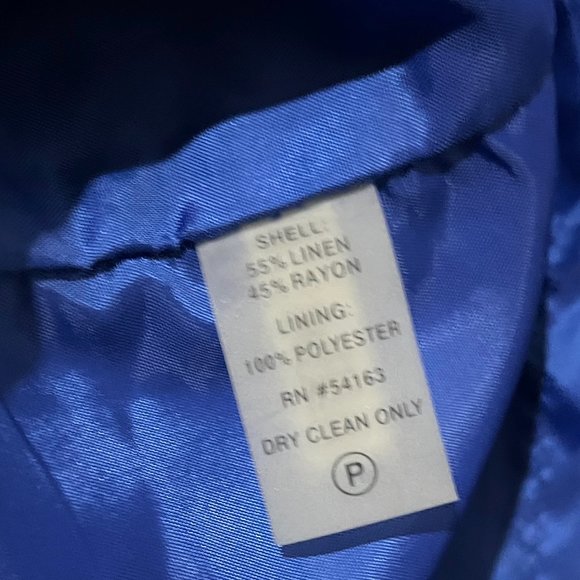 SHELL:
55% LINEN
45% RAYON
LINING:
100% POLYESTER
RN #54163
DRY CLEAN ONLY
P